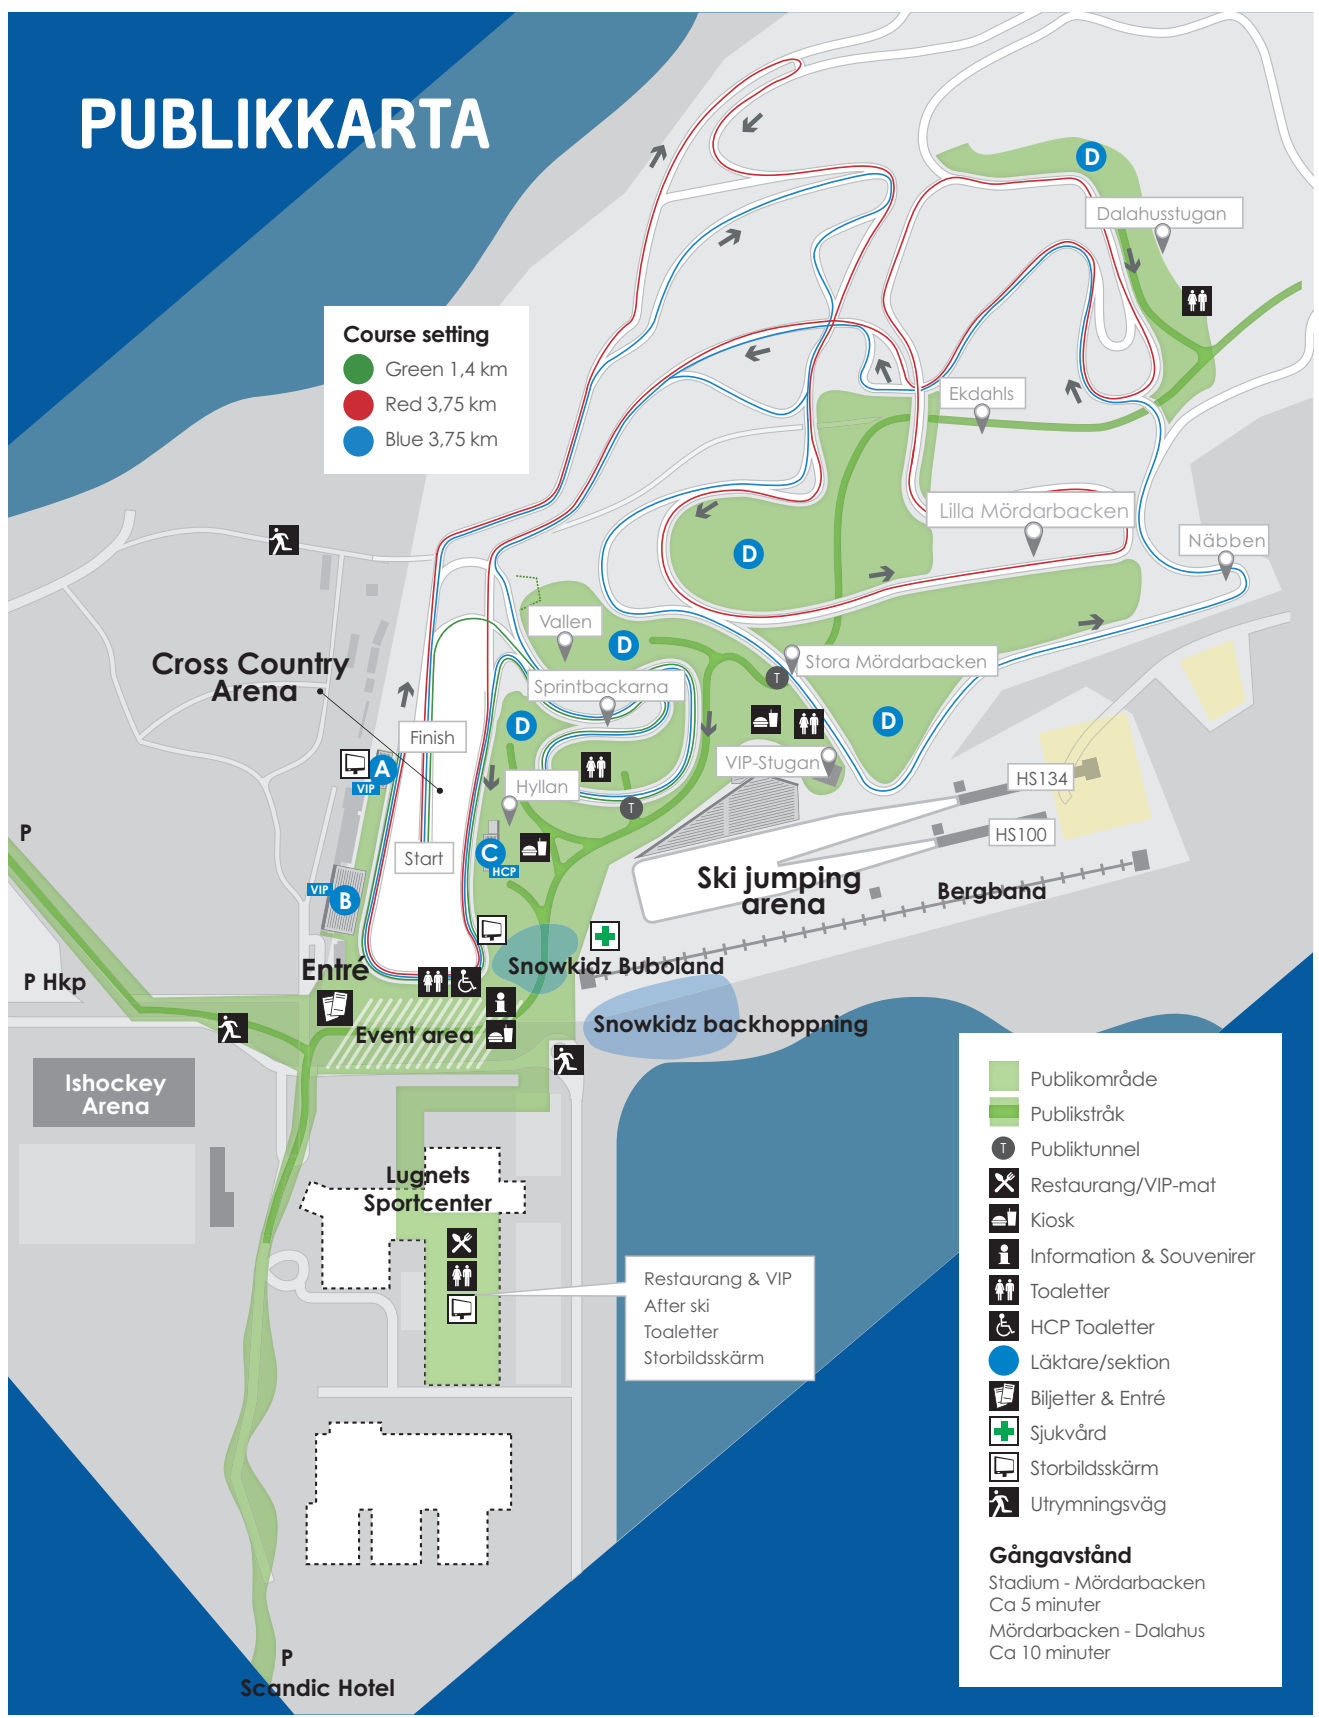 PUBLIKKARTA
D
Dalahusstugan
Course setting
Green 1,4 km
Red 3,75 km
Blue 3,75 km
Ekdahls
Lilla Mördarbacken
D
Näbben
Vallen
D
Cross Country
Arena
Stora Mördarbacken
T
Sprintbackarna
D
D
Finish
A
VIP
VIP-Stugan
HS134
Hyllan
T
P
HS100
Start
C
HCP
Ski jumping
arena
Bergbana
VIP
B
Entré
Snowkidz Buboland
P Hkp
Event area
Snowkidz backhoppning
Ishockey
Arena
Lugnets
Sportcenter
Restaurang & VIP
After ski
Toaletter
Storbildsskärm
P
Scandic Hotel
Publikområde
Publikstråk
T
Publiktunnel
Restaurang/VIP-mat
Kiosk
Information & Souvenirer
Toaletter
HCP Toaletter
Läktare/sektion
Biljetter & Entré
Sjukvård
Storbildsskärm
Utrymningsväg
Gångavstånd
Stadium - Mördarbacken
Ca 5 minuter
Mördarbacken - Dalahus
Ca 10 minuter